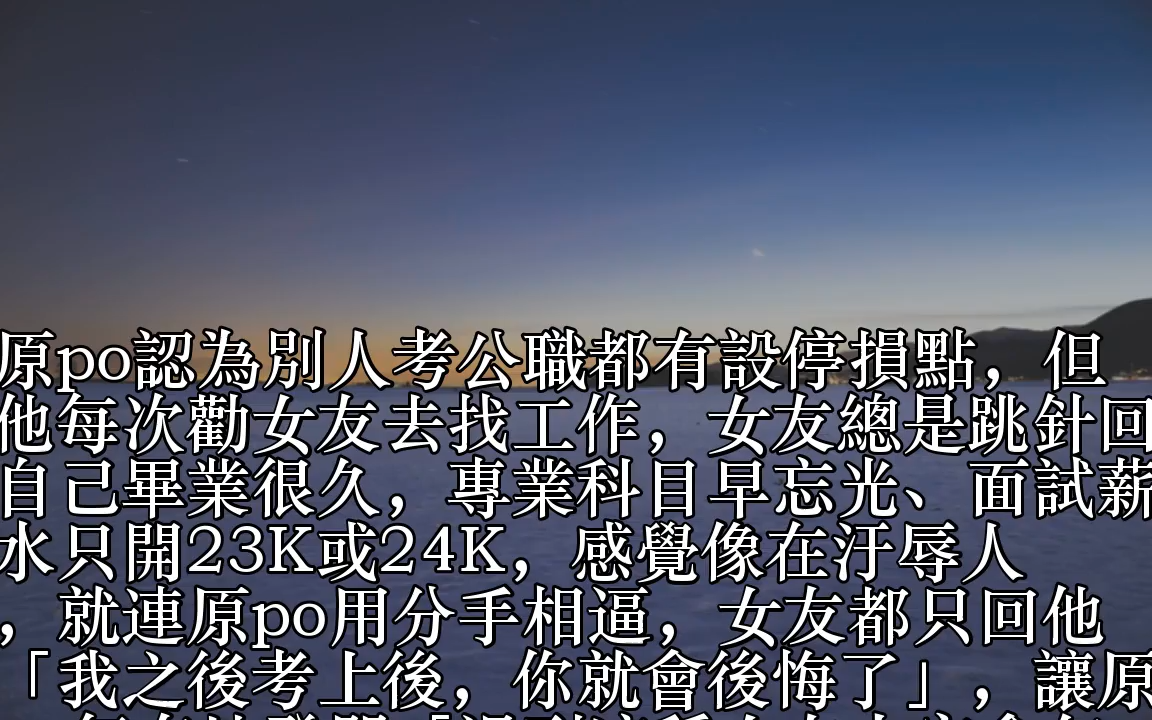 原po認為別人考公職都有設停損點，但
他每次勸女友去找工作，女友總是跳針回
自己畢業很久，專業科目早忘光、面試薪
水只開23K或24K，感覺像在汙辱人
，就連原po用分手相逼，女友都只回他
「我之後考上後，你就會後悔了」，讓原